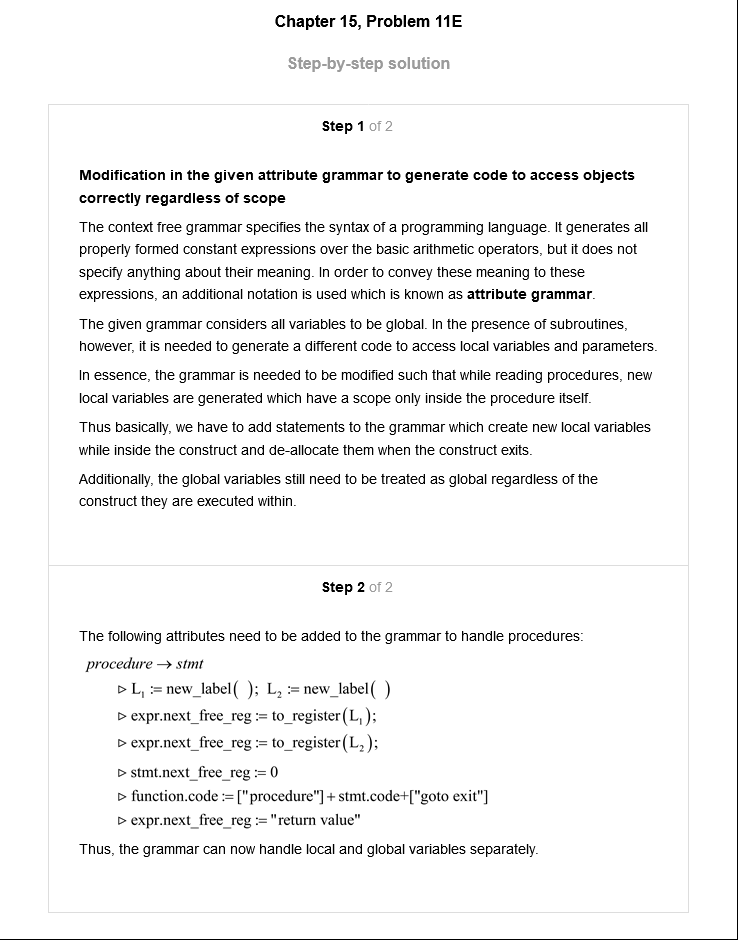 Chapter 15, Problem 11E
Step-by-step solution
Step 1 of 2
Modification in the given attribute grammar to generate code to access objects
correctly regardless of scope
The context free grammar specifies the syntax of a programming language. It generates all
properly formed constant expressions over the basic arithmetic operators, but it does not
specify anything about their meaning. In order to convey these meaning to these
expressions, an additional notation is used which is known as attribute grammar.
The given grammar considers all variables to be global. In the presence of subroutines,
however, it is needed to generate a different code to access local variables and parameters.
In essence, the grammar is needed to be modified such that while reading procedures, new
local variables are generated which have a scope only inside the procedure itself.
Thus basically, we have to add statements to the grammar which create new local variables
while inside the construct and de-allocate them when the construct exits.
Additionally, the global variables still need to be treated as global regardless of the
construct they are executed within.
Step 2 of 2
The following attributes need to be added to the grammar to handle procedures:
procedure → stmt
▷ L₁ := new_label( ); L₂ := new_label( )
▷ expr.next_free_reg := to_register(L₁);
▷ expr.next_free_reg := to_register(L₂);
▷ stmt.next_free_reg := 0
▷ function.code := ["procedure"] + stmt.code+["goto exit"]
▷ expr.next_free_reg := "return value"
Thus, the grammar can now handle local and global variables separately.